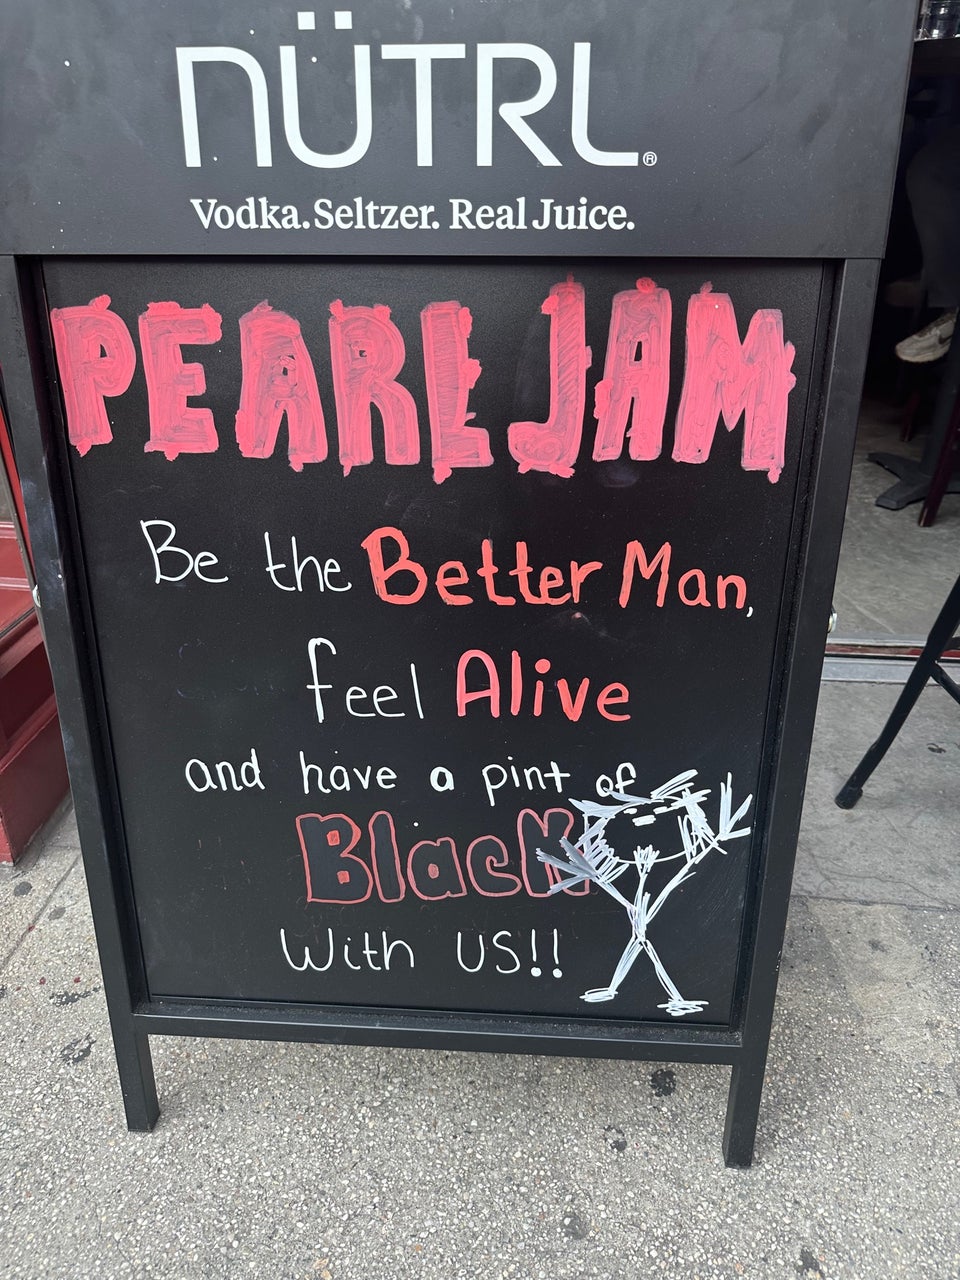 NÜTRL®
Vodka. Seltzer. Real Juice.
PEARL JAM
Be the Better Man,
feel Alive
and have a pint of
Black
With US!!